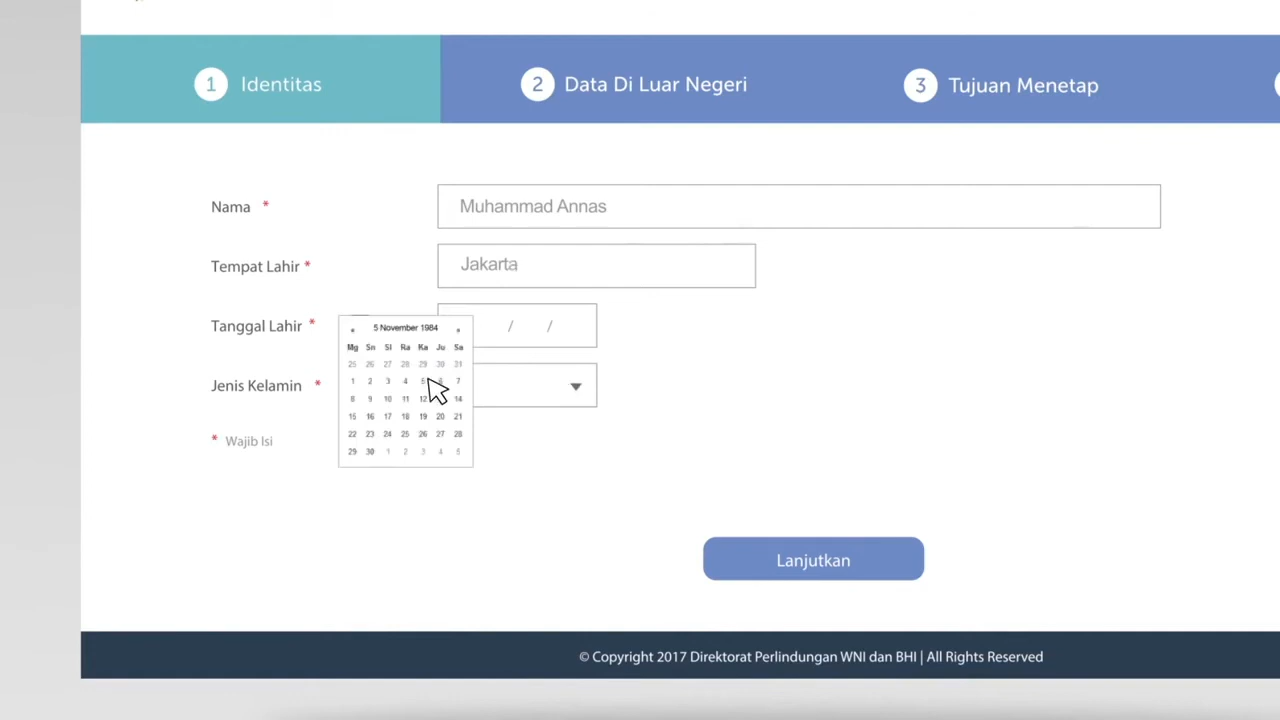 1 Identitas
2 Data Di Luar Negeri
3 Tujuan Menetap
Nama *
Muhammad Annas
Tempat Lahir *
Jakarta
Tanggal Lahir *
/ /
« 5 November 1984 »
Mg Sn Sl Ra Ka Ju Sa
25 26 27 28 29 30 31
1 2 3 4 5 6 7
8 9 10 11 12 14
15 16 17 18 19 20 21
22 23 24 25 26 27 28
29 30 1 2 3 4 5
Jenis Kelamin *
* Wajib Isi
Lanjutkan
© Copyright 2017 Direktorat Perlindungan WNI dan BHI | All Rights Reserved